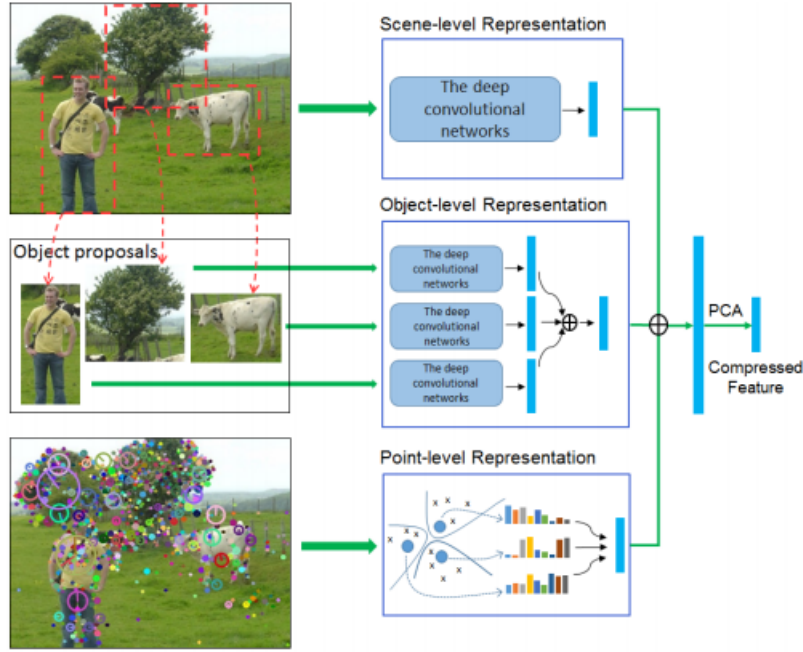 Scene-level Representation
The deep
convolutional
networks
Object-level Representation
Object proposals
The deep
convolutional
networks
The deep
convolutional
networks
The deep
convolutional
networks
PCA
Compressed
Feature
Point-level Representation
x x x
x x x
x x x
x x
x x
x